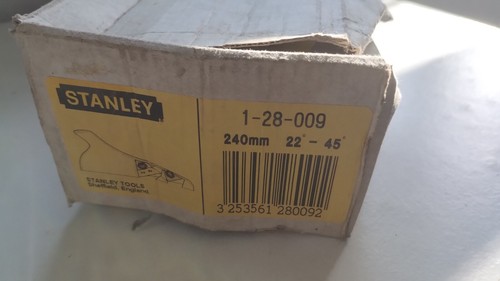 STANLEY
1-28-009
240mm 22° - 45°
STANLEY TOOLS
Sheffield, England.
3 253561 280092